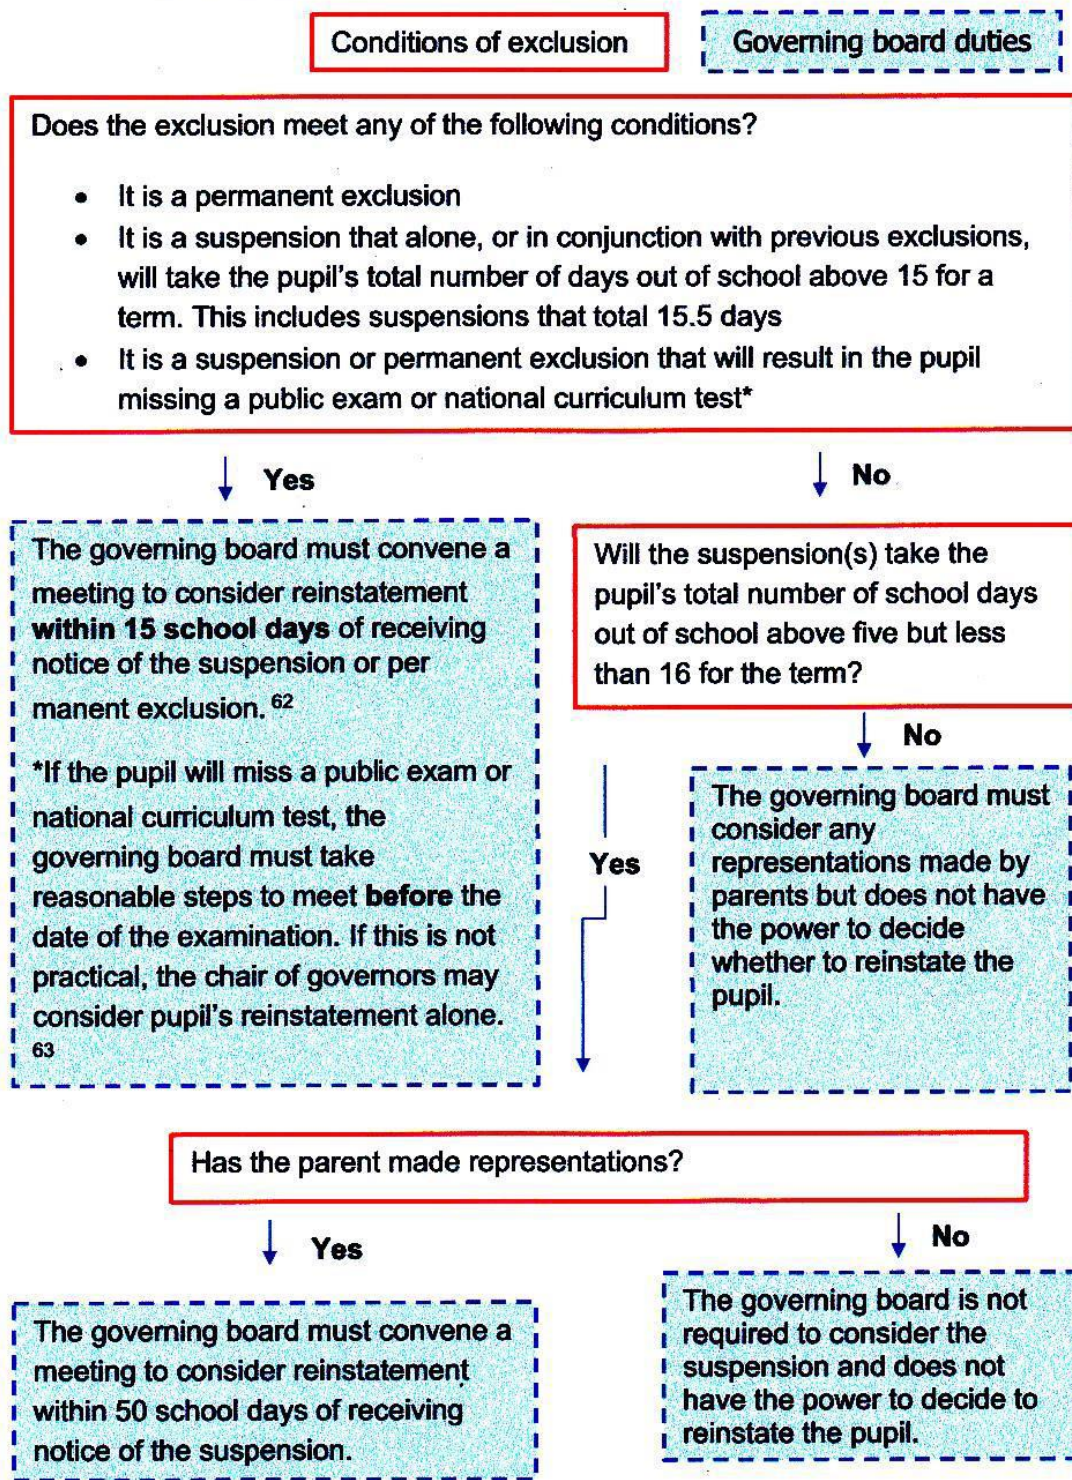 Conditions of exclusion
Governing board duties
Does the exclusion meet any of the following conditions?
• It is a permanent exclusion
• It is a suspension that alone, or in conjunction with previous exclusions,
will take the pupil's total number of days out of school above 15 for a
term. This includes suspensions that total 15.5 days
• It is a suspension or permanent exclusion that will result in the pupil
missing a public exam or national curriculum test*
Yes
No
The governing board must convene a
meeting to consider reinstatement
within 15 school days of receiving
notice of the suspension or per
manent exclusion. 62
*If the pupil will miss a public exam or
national curriculum test, the
governing board must take
reasonable steps to meet before the
date of the examination. If this is not
practical, the chair of governors may
consider pupil's reinstatement alone.
63
Will the suspension(s) take the
pupil's total number of school days
out of school above five but less
than 16 for the term?
No
Yes
The governing board must
consider any
representations made by
parents but does not have
the power to decide
whether to reinstate the
pupil.
Has the parent made representations?
Yes
No
The governing board must convene a
meeting to consider reinstatement
within 50 school days of receiving
notice of the suspension.
The governing board is not
required to consider the
suspension and does not
have the power to decide to
reinstate the pupil.